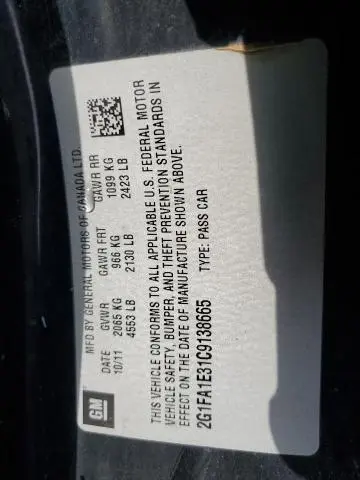 GM
MFD BY GENERAL MOTORS OF CANADA LTD.
DATE GVWR GAWR FRT GAWR RR
10/11 2065 KG 966 KG 1099 KG
4553 LB 2130 LB 2423 LB
THIS VEHICLE CONFORMS TO ALL APPLICABLE U.S. FEDERAL MOTOR
VEHICLE SAFETY, BUMPER, AND THEFT PREVENTION STANDARDS IN
EFFECT ON THE DATE OF MANUFACTURE SHOWN ABOVE.
2G1FA1E31C9138665 TYPE: PASS CAR